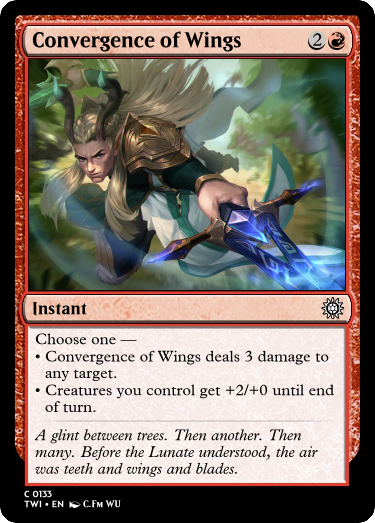 Convergence of Wings 2
Instant
Choose one —
• Convergence of Wings deals 3 damage to
any target.
• Creatures you control get +2/+0 until end
of turn.
A glint between trees. Then another. Then
many. Before the Lunate understood, the air
was teeth and wings and blades.
C 0133
TWI • EN C.Fm WU